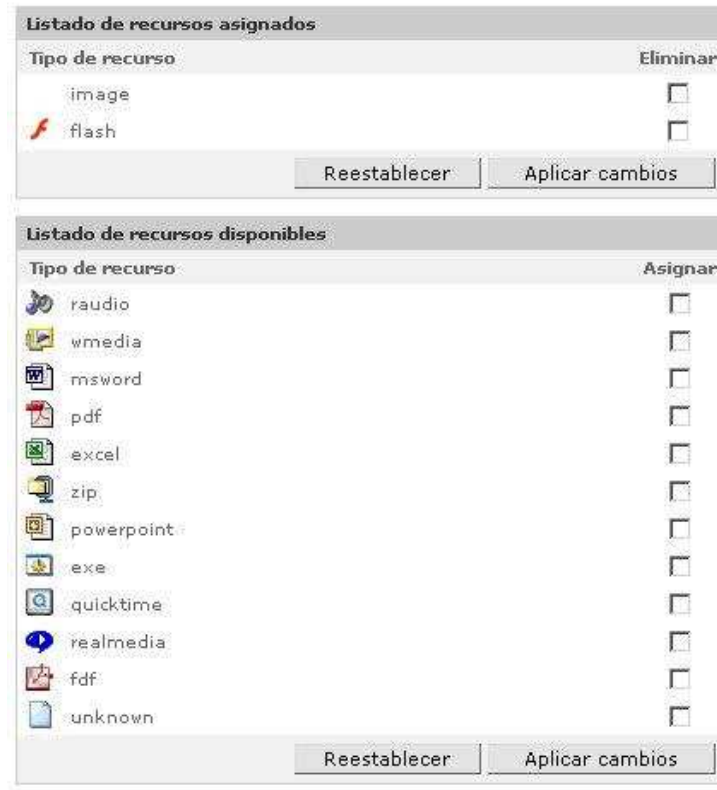 Listado de recursos asignados
Tipo de recurso Eliminar
image
flash
Reestablecer Aplicar cambios
Listado de recursos disponibles
Tipo de recurso Asignar
raudio
wmedia
msword
pdf
excel
zip
powerpoint
exe
quicktime
realmedia
fdf
unknown
Reestablecer Aplicar cambios